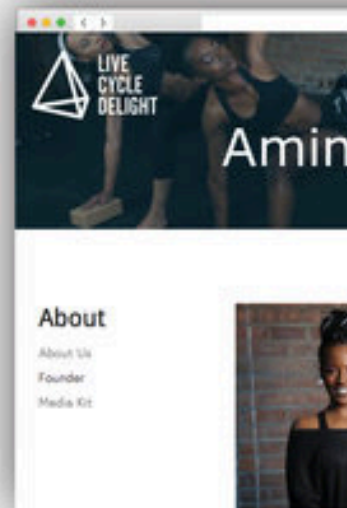 LIVE
CYCLE
DELIGHT
Amin
About
About Us
Founder
Media Kit